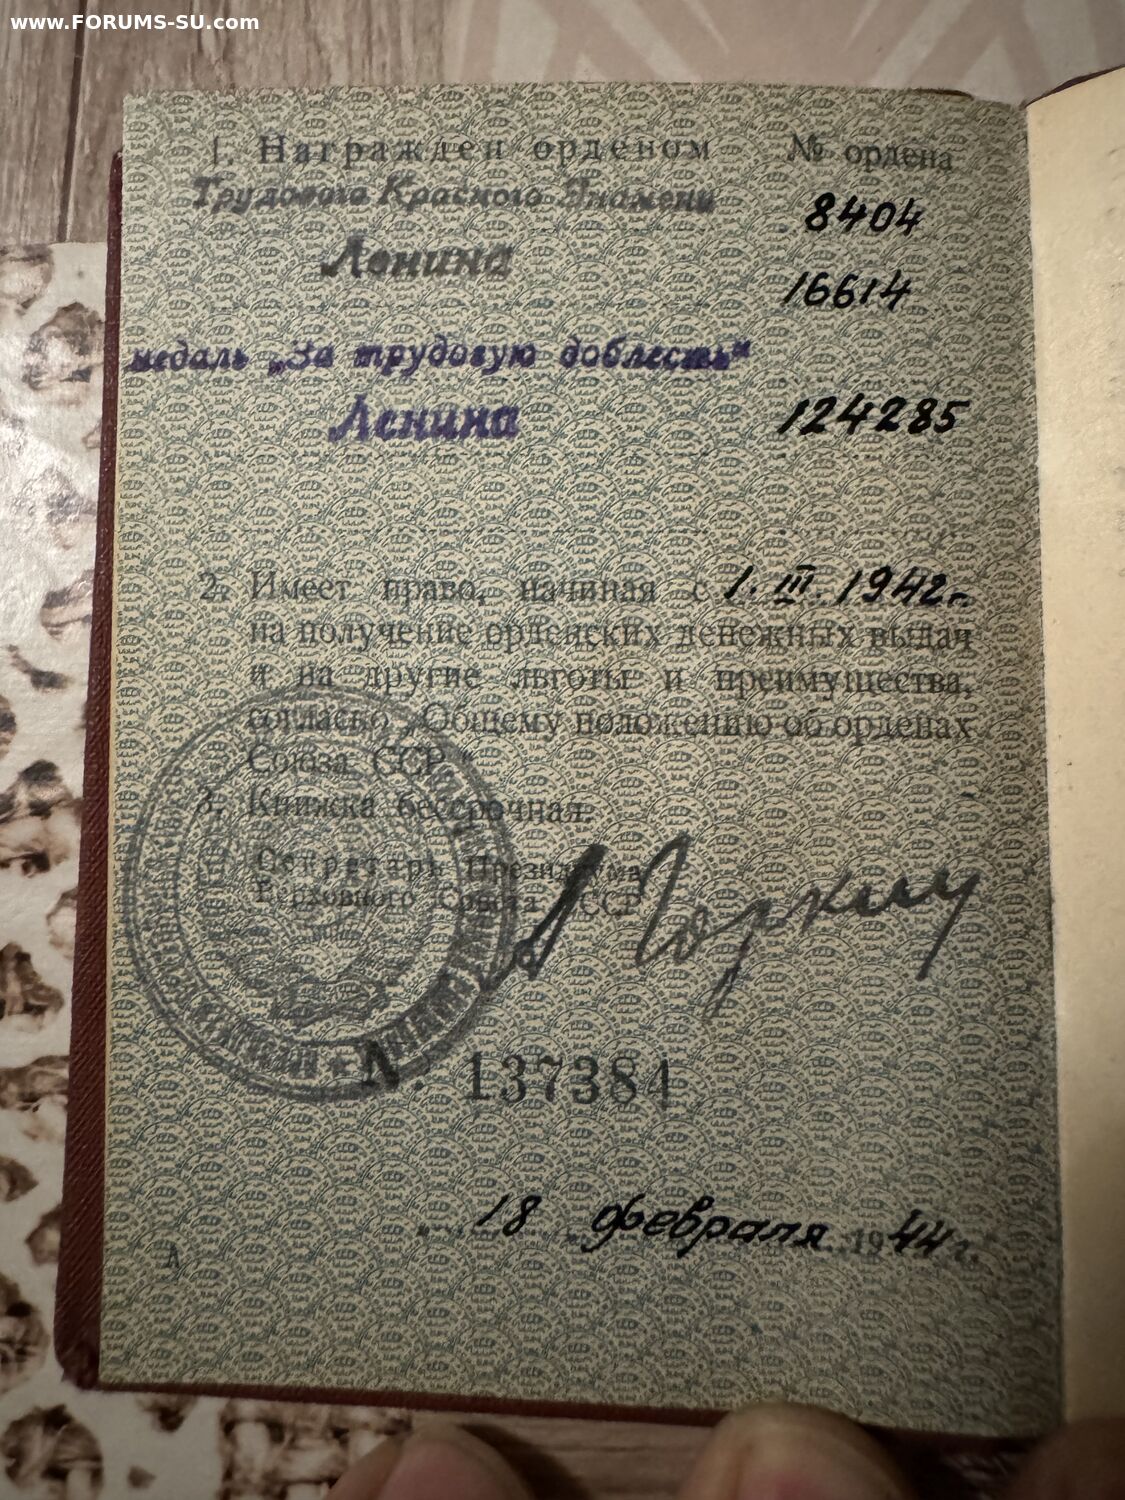 www.FORUMS-SU.com
1. Награжден орденом № ордена
Трудового Красного Знамени 8404
Ленина 16614
медаль „За трудовую доблесть“
Ленина 124285
2. Имеет право, начиная с 1. III. 1942г.
на получение орденских денежных выдач
и на другие льготы и преимущества,
согласно „Общему положению об орденах
Союза ССР“
3. Книжка бессрочная.
Секретарь Президиума
Верховного Совета СССР
А Горкин
№. 137384
„ 18 „ февраля 1944 г.
А